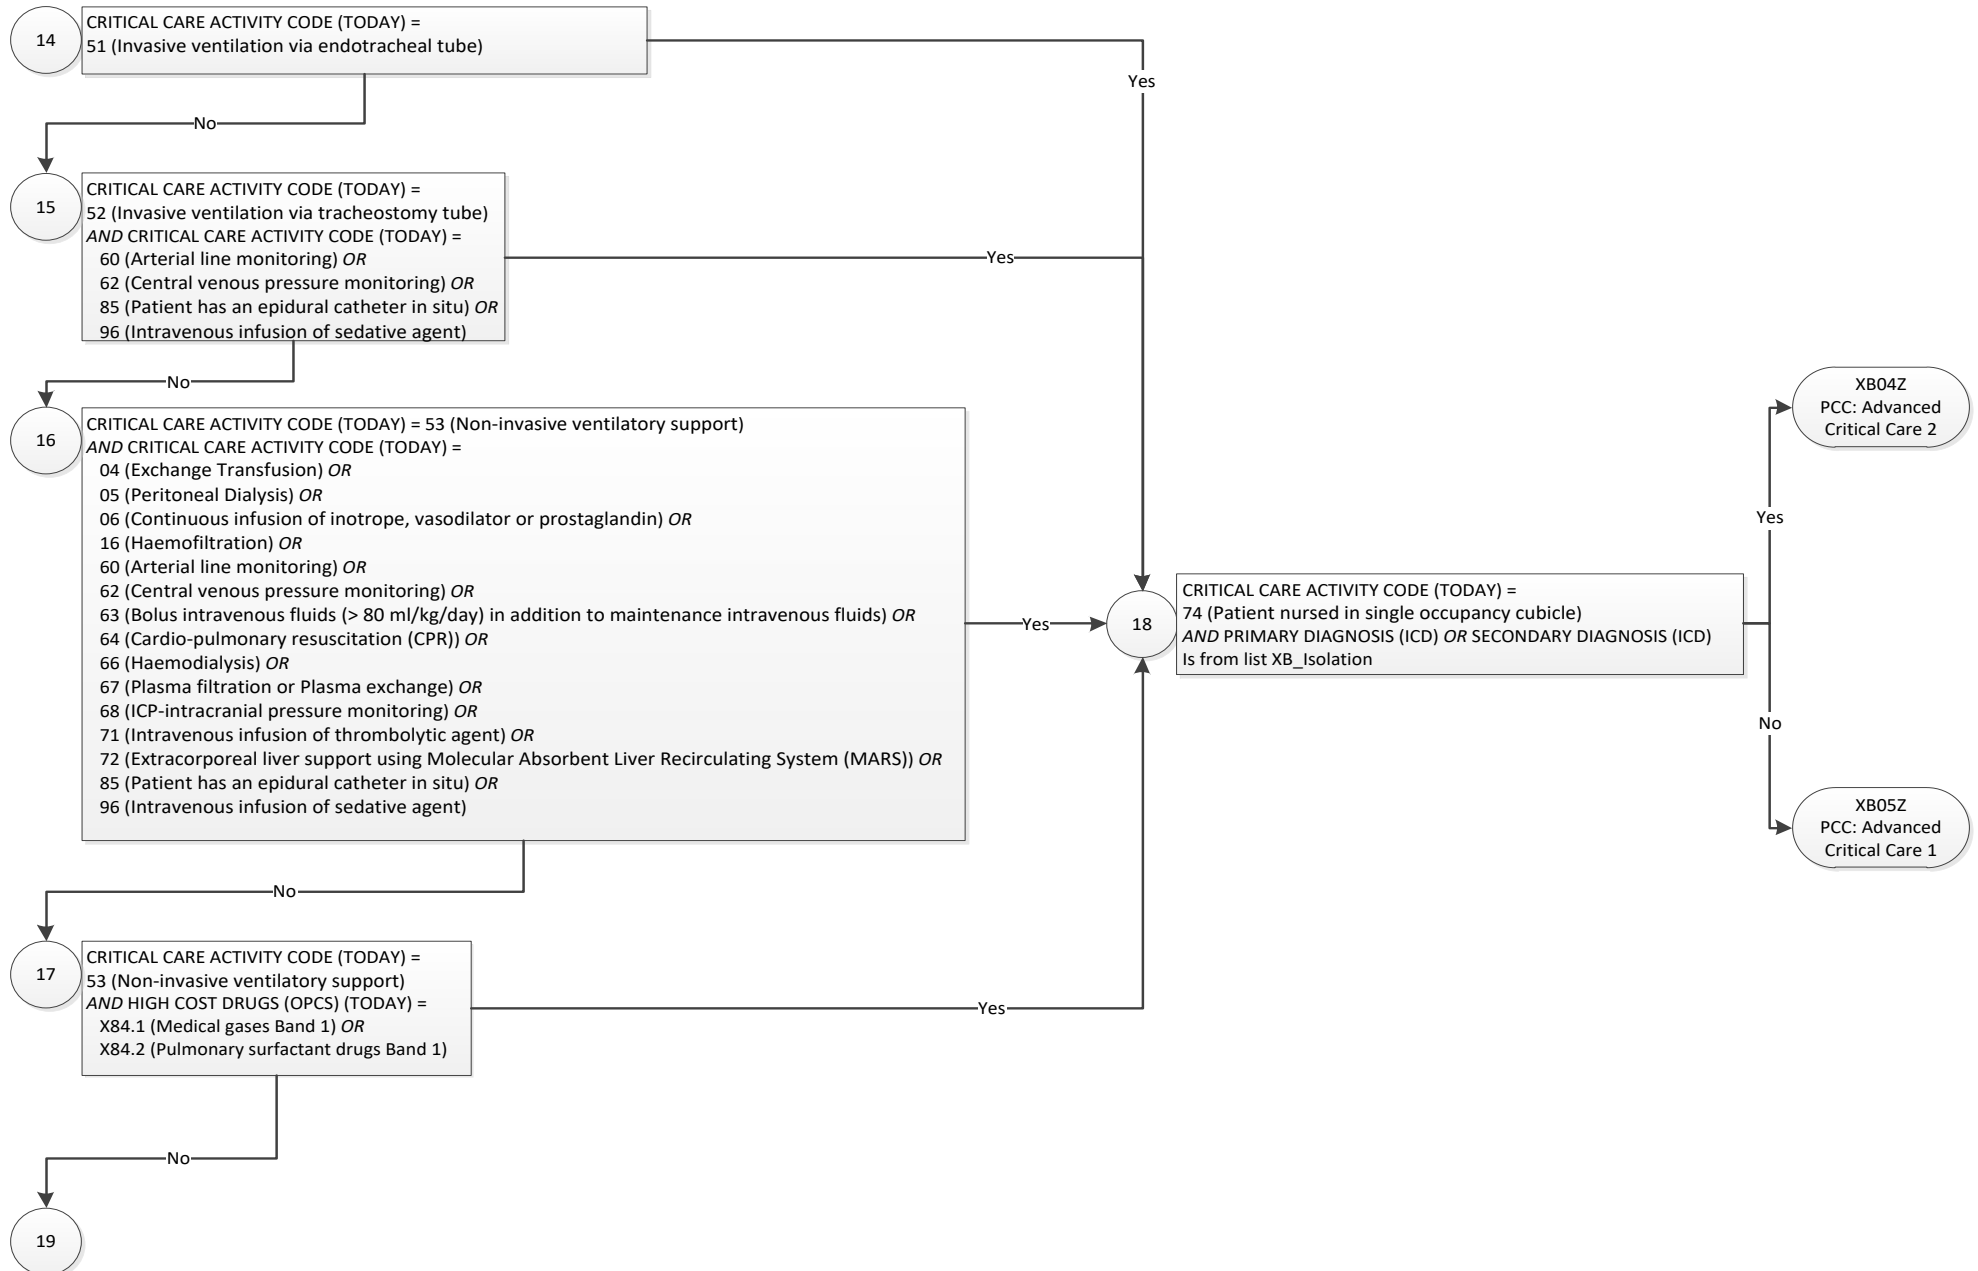 14
CRITICAL CARE ACTIVITY CODE (TODAY) =
51 (Invasive ventilation via endotracheal tube)
Yes
No
15
CRITICAL CARE ACTIVITY CODE (TODAY) =
52 (Invasive ventilation via tracheostomy tube)
AND CRITICAL CARE ACTIVITY CODE (TODAY) =
60 (Arterial line monitoring) OR
62 (Central venous pressure monitoring) OR
85 (Patient has an epidural catheter in situ) OR
96 (Intravenous infusion of sedative agent)
Yes
No
16
CRITICAL CARE ACTIVITY CODE (TODAY) = 53 (Non-invasive ventilatory support)
AND CRITICAL CARE ACTIVITY CODE (TODAY) =
04 (Exchange Transfusion) OR
05 (Peritoneal Dialysis) OR
06 (Continuous infusion of inotrope, vasodilator or prostaglandin) OR
16 (Haemofiltration) OR
60 (Arterial line monitoring) OR
62 (Central venous pressure monitoring) OR
63 (Bolus intravenous fluids (> 80 ml/kg/day) in addition to maintenance intravenous fluids) OR
64 (Cardio-pulmonary resuscitation (CPR)) OR
66 (Haemodialysis) OR
67 (Plasma filtration or Plasma exchange) OR
68 (ICP-intracranial pressure monitoring) OR
71 (Intravenous infusion of thrombolytic agent) OR
72 (Extracorporeal liver support using Molecular Absorbent Liver Recirculating System (MARS)) OR
85 (Patient has an epidural catheter in situ) OR
96 (Intravenous infusion of sedative agent)
Yes
No
17
CRITICAL CARE ACTIVITY CODE (TODAY) =
53 (Non-invasive ventilatory support)
AND HIGH COST DRUGS (OPCS) (TODAY) =
X84.1 (Medical gases Band 1) OR
X84.2 (Pulmonary surfactant drugs Band 1)
Yes
No
19
18
CRITICAL CARE ACTIVITY CODE (TODAY) =
74 (Patient nursed in single occupancy cubicle)
AND PRIMARY DIAGNOSIS (ICD) OR SECONDARY DIAGNOSIS (ICD)
Is from list XB_Isolation
Yes
No
XB04Z
PCC: Advanced
Critical Care 2
XB05Z
PCC: Advanced
Critical Care 1